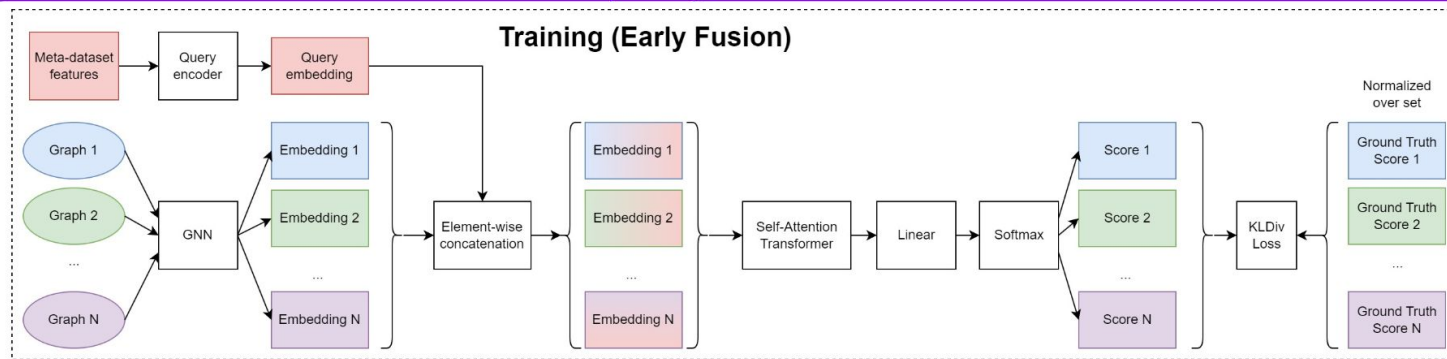 Training (Early Fusion)
Meta-dataset
features
Query
encoder
Query
embedding
Normalized
over set
Graph 1
Graph 2
...
Graph N
GNN
Embedding 1
Embedding 2
...
Embedding N
Element-wise
concatenation
Embedding 1
Embedding 2
...
Embedding N
Self-Attention
Transformer
Linear
Softmax
Score 1
Score 2
...
Score N
KLDiv
Loss
Ground Truth
Score 1
Ground Truth
Score 2
...
Ground Truth
Score N